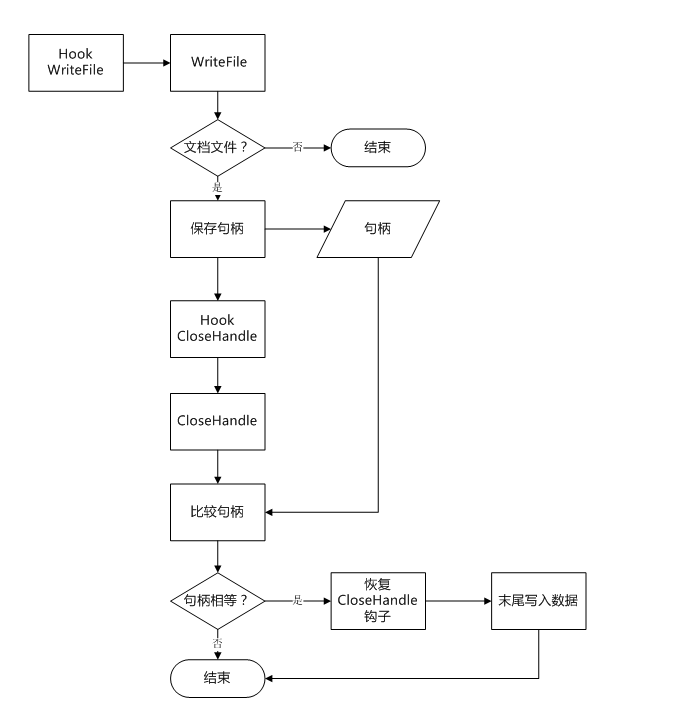 Hook
WriteFile
WriteFile
文档文件？
否
结束
是
保存句柄
句柄
Hook
CloseHandle
CloseHandle
比较句柄
句柄相等？
是
恢复
CloseHandle
钩子
末尾写入数据
否
结束